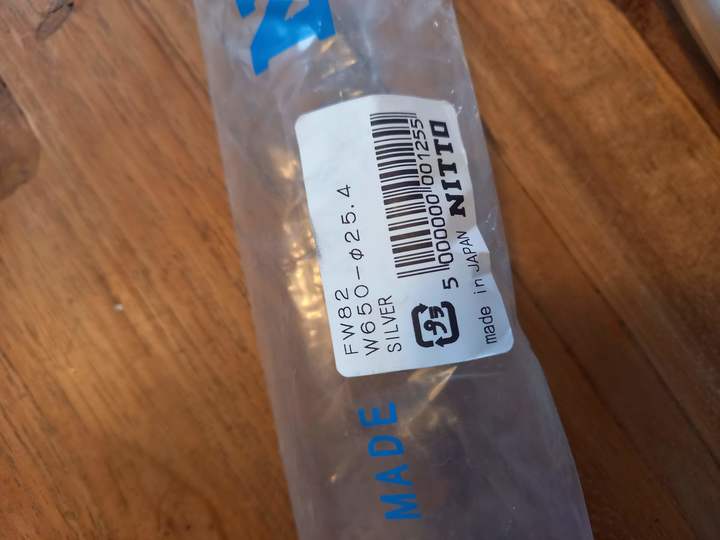 FW82
W650-φ25.4
SILVER
5 000000 001255
プラ
NITTO
made in JAPAN
MADE